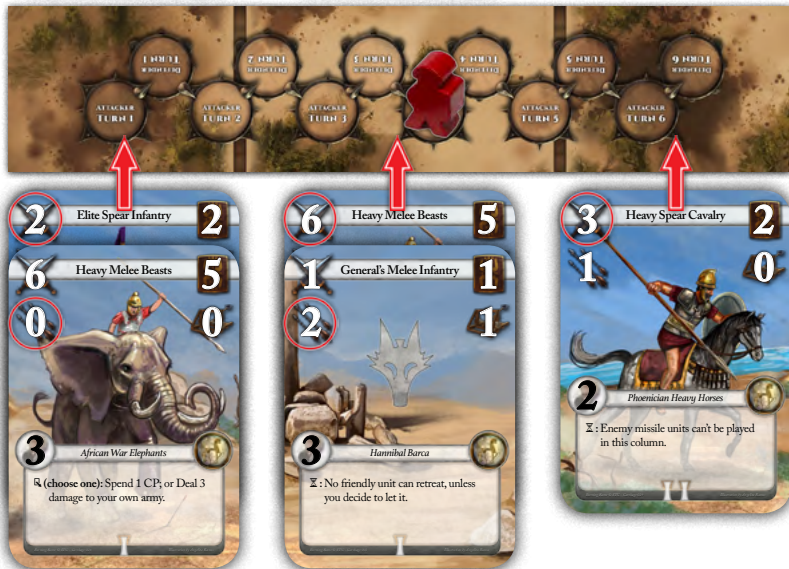 DEFENDER
TURN 1
DEFENDER
TURN 2
DEFENDER
TURN 3
DEFENDER
TURN 4
DEFENDER
TURN 5
DEFENDER
TURN 6
ATTACKER
TURN 1
ATTACKER
TURN 2
ATTACKER
TURN 3
ATTACKER
TURN 5
ATTACKER
TURN 6
2 Elite Spear Infantry 2
6 Heavy Melee Beasts 5
0 0
3 African War Elephants
(choose one): Spend 1 CP; or Deal 3
damage to your own army.
6 Heavy Melee Beasts 5
1 General's Melee Infantry 1
2 1
3 Hannibal Barca
: No friendly unit can retreat, unless
you decide to let it.
3 Heavy Spear Cavalry 2
1 0
2 Phoenician Heavy Horses
: Enemy missile units can't be played
in this column.